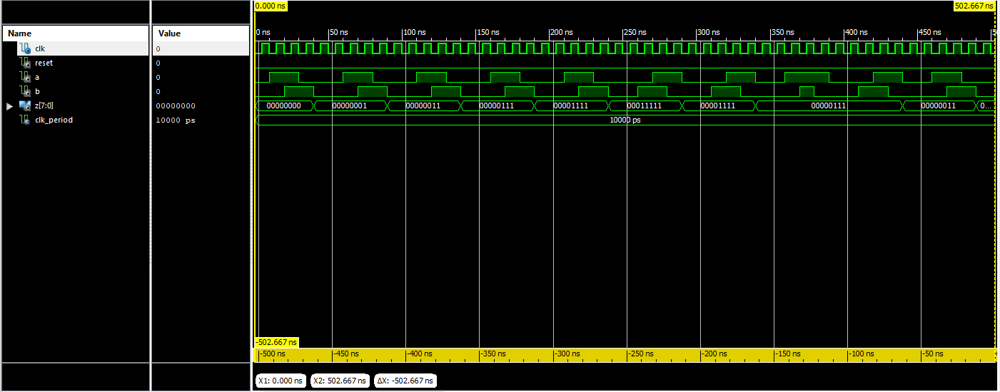 0.000 ns 502.667 ns
Name Value
0 ns 50 ns 100 ns 150 ns 200 ns 250 ns 300 ns 350 ns 400 ns 450 ns
clk 0
reset 0
a 0
b 0
z[7:0] 00000000 00000000 00000001 00000011 00000111 00001111 00011111 00001111 00000111 00000011 0...
clk_period 10000 ps 10000 ps
-502.667 ns
-500 ns -450 ns -400 ns -350 ns -300 ns -250 ns -200 ns -150 ns -100 ns -50 ns
X1: 0.000 ns X2: 502.667 ns ΔX: -502.667 ns